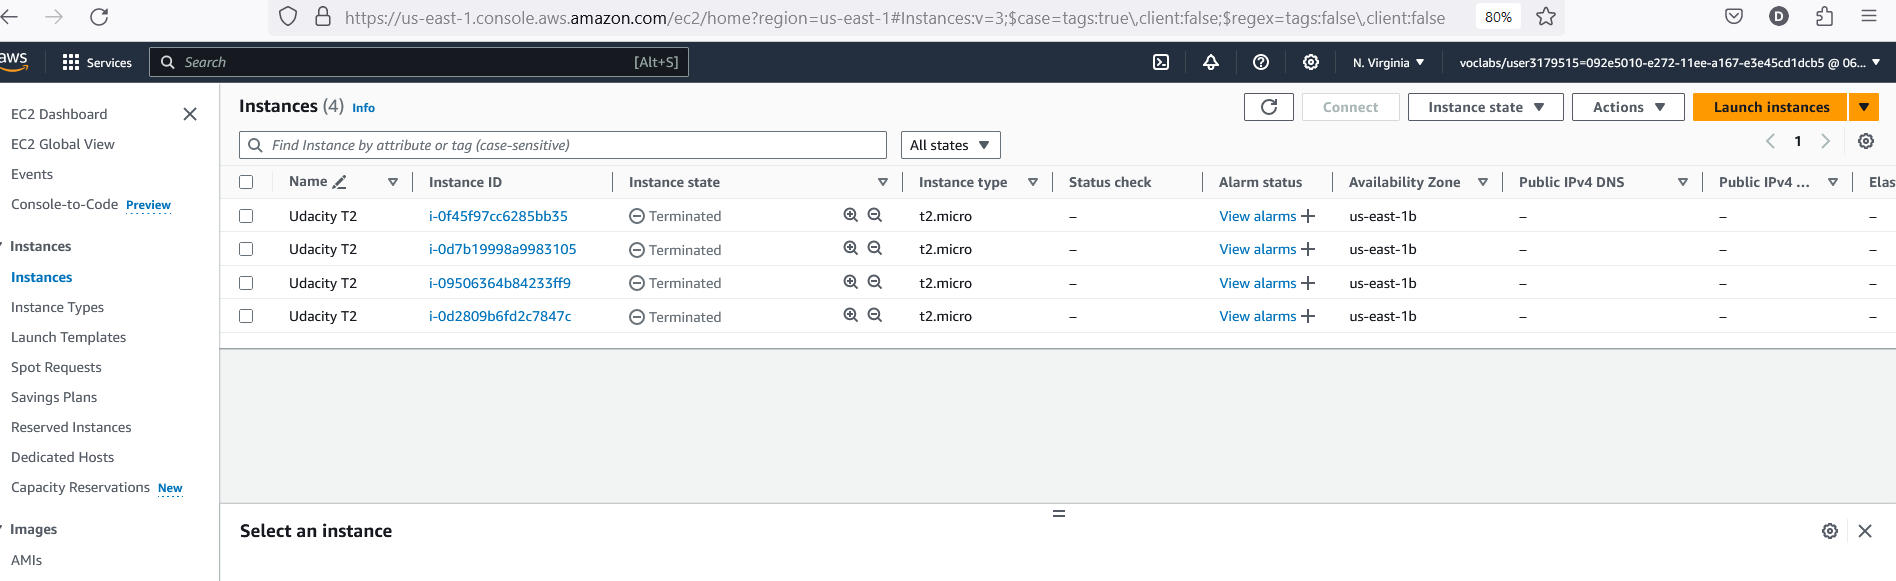 https://us-east-1.console.aws.amazon.com/ec2/home?region=us-east-1#Instances:v=3;$case=tags:true\,client:false;$regex=tags:false\,client:false 80% D
aws Services Search [Alt+S] N. Virginia voclabs/user3179515=092e5010-e272-11ee-a167-e3e45cd1dcb5 @ 06...
EC2 Dashboard
EC2 Global View
Events
Console-to-Code Preview
Instances
Instances
Instance Types
Launch Templates
Spot Requests
Savings Plans
Reserved Instances
Dedicated Hosts
Capacity Reservations New
Images
AMIs
Instances (4) Info Connect Instance state Actions Launch instances
Find Instance by attribute or tag (case-sensitive) All states 1
Name Instance ID Instance state Instance type Status check Alarm status Availability Zone Public IPv4 DNS Public IPv4 ... Elas
Udacity T2 i-0f45f97cc6285bb35 Terminated t2.micro – View alarms + us-east-1b – – –
Udacity T2 i-0d7b19998a9983105 Terminated t2.micro – View alarms + us-east-1b – – –
Udacity T2 i-09506364b84233ff9 Terminated t2.micro – View alarms + us-east-1b – – –
Udacity T2 i-0d2809b6fd2c7847c Terminated t2.micro – View alarms + us-east-1b – – –
Select an instance